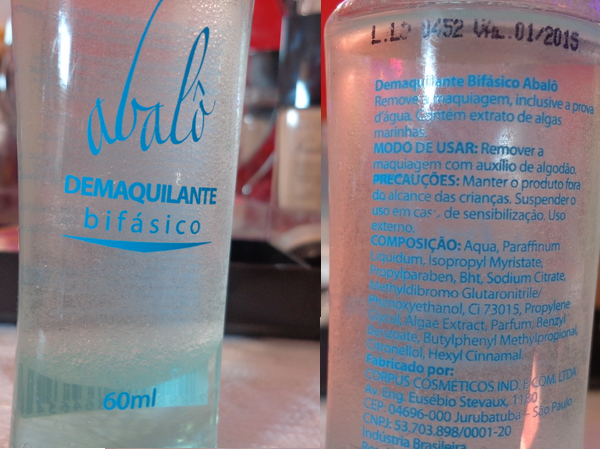 abalô
DEMAQUILANTE
bifásico
60ml
L.LO 0452 VAL.01/2015
Demaquilante Bifásico Abalô
Remove a maquiagem, inclusive a prova
d'água. Contém extrato de algas
marinhas.
MODO DE USAR: Remover a
maquiagem com auxílio de algodão.
PRECAUÇÕES: Manter o produto fora
do alcance das crianças. Suspender o
uso em caso de sensibilização. Uso
externo.
COMPOSIÇÃO: Aqua, Paraffinum
Liquidum, Isopropyl Myristate,
Propylparaben, Bht, Sodium Citrate,
Methyldibromo Glutaronitrile/
Phenoxyethanol, Ci 73015, Propylene
Glycol, Algae Extract, Parfum, Benzyl
Benzoate, Butylphenyl Methylpropional,
Citronellol, Hexyl Cinnamal.
Fabricado por:
CORPUS COSMÉTICOS IND. E COM. LTDA
Av. Eng. Eusébio Stevaux, 1180
CEP: 04696-000 Jurubatuba - São Paulo
CNPJ: 53.703.898/0001-20
Indústria Brasileira